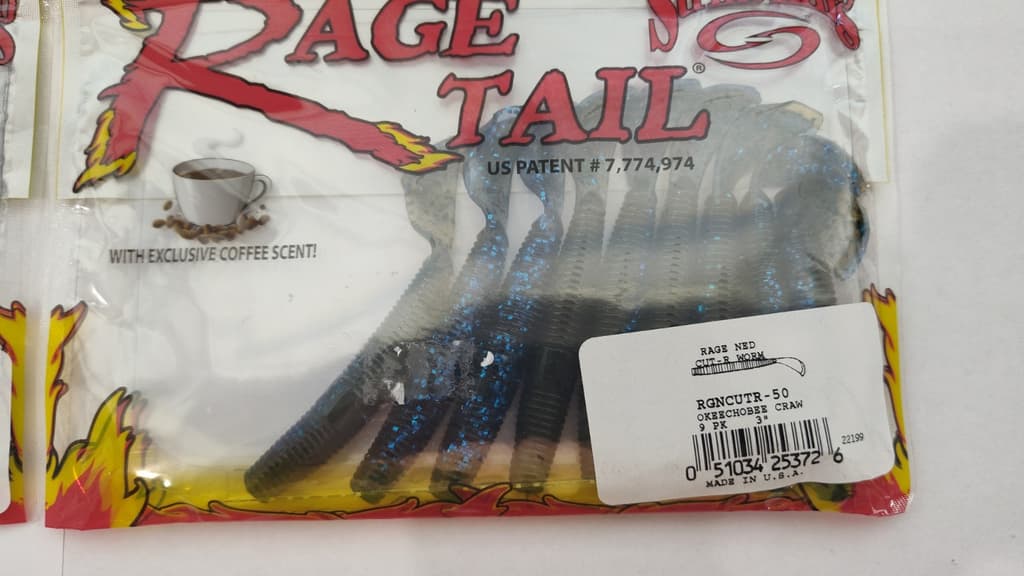 RAGE
TAIL®
US PATENT # 7,774,974
WITH EXCLUSIVE COFFEE SCENT!
RAGE NED
CUT-R WORM
RGNCUTR-50
OKEECHOBEE CRAW
9 PK 3"
22199
0 51034 25372 6
MADE IN U.S.A.